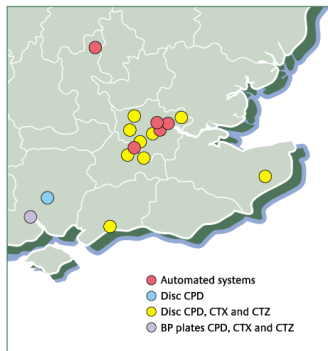 Automated systems
Disc CPD
Disc CPD, CTX and CTZ
BP plates CPD, CTX and CTZ